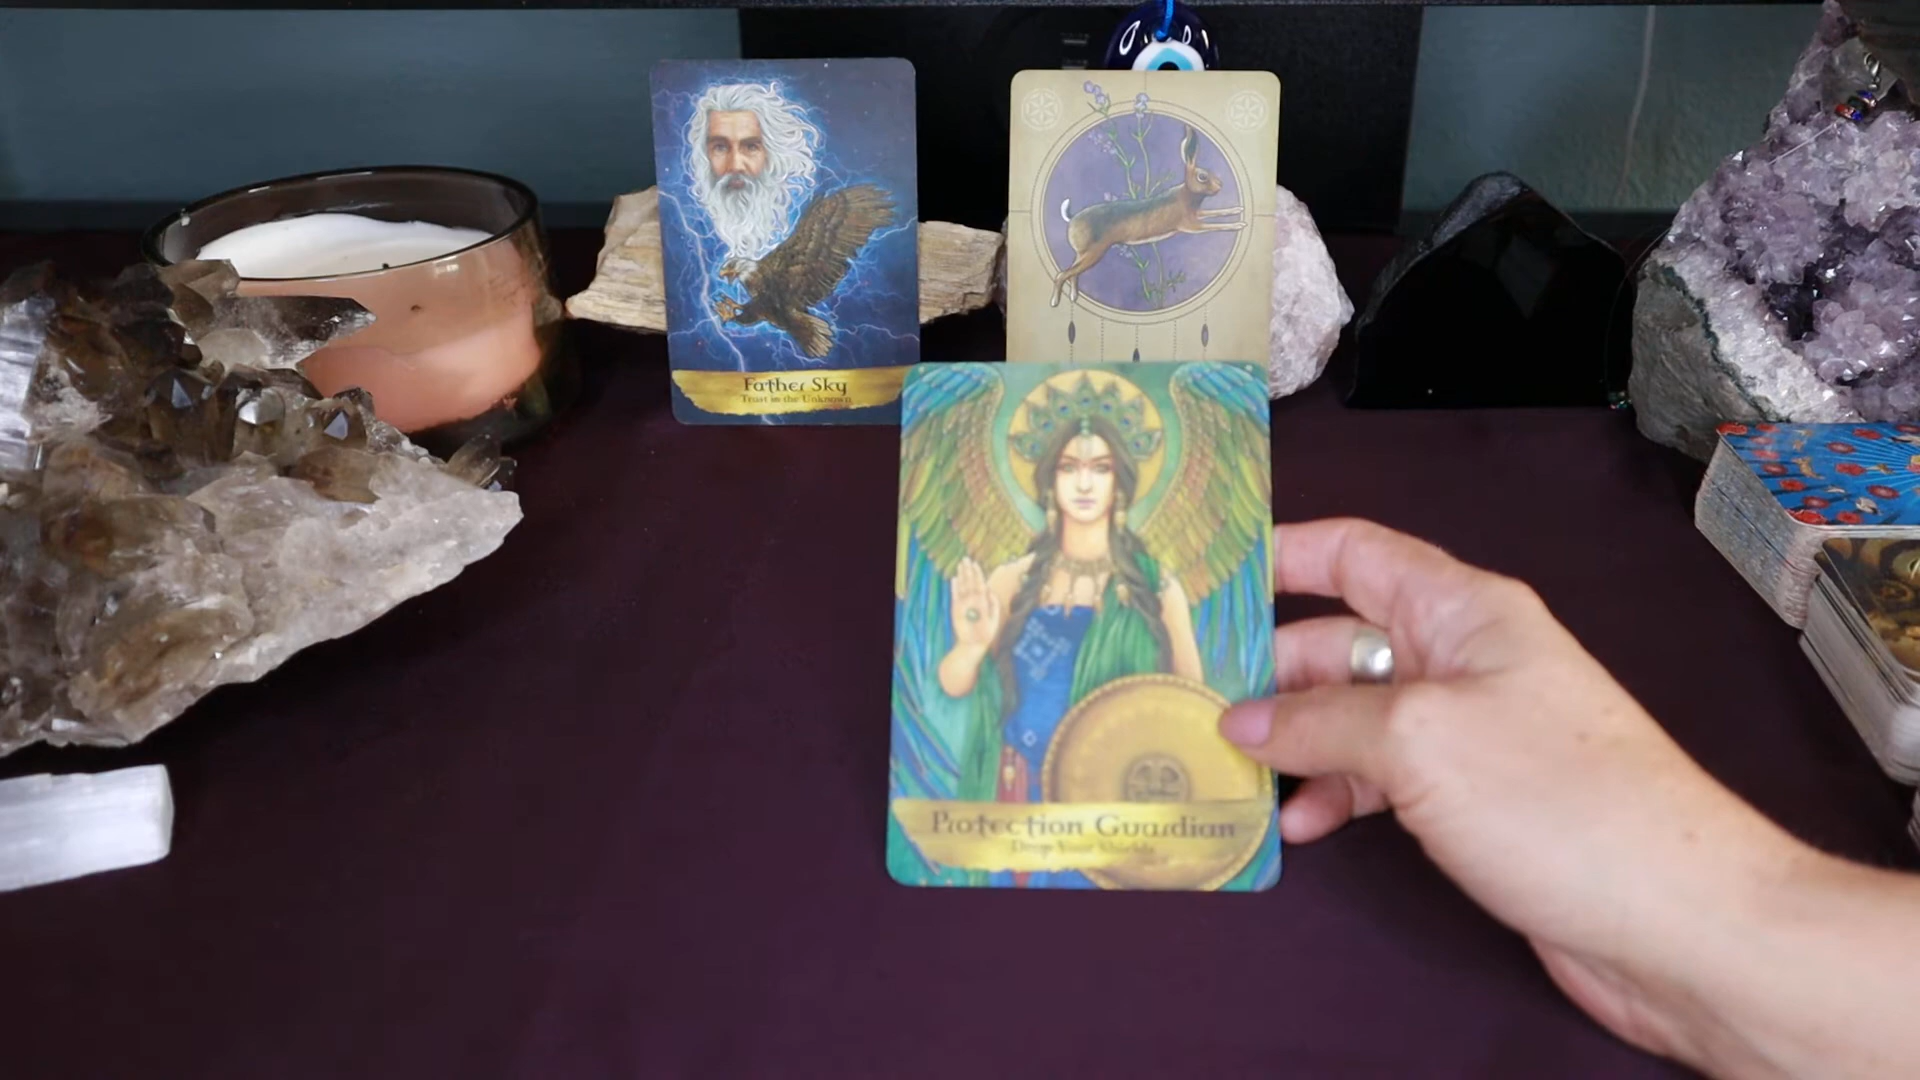 Father Sky
Trust in the Unknown
Protection Guardian
Drop Your Shields